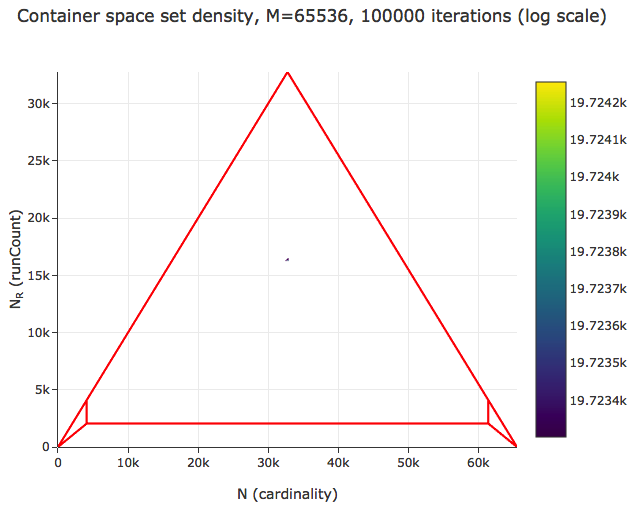 Container space set density, M=65536, 100000 iterations (log scale)
30k
25k
20k
15k
10k
5k
0
N_R (runCount)
0
10k
20k
30k
40k
50k
60k
N (cardinality)
19.7242k
19.7241k
19.724k
19.7239k
19.7238k
19.7237k
19.7236k
19.7235k
19.7234k